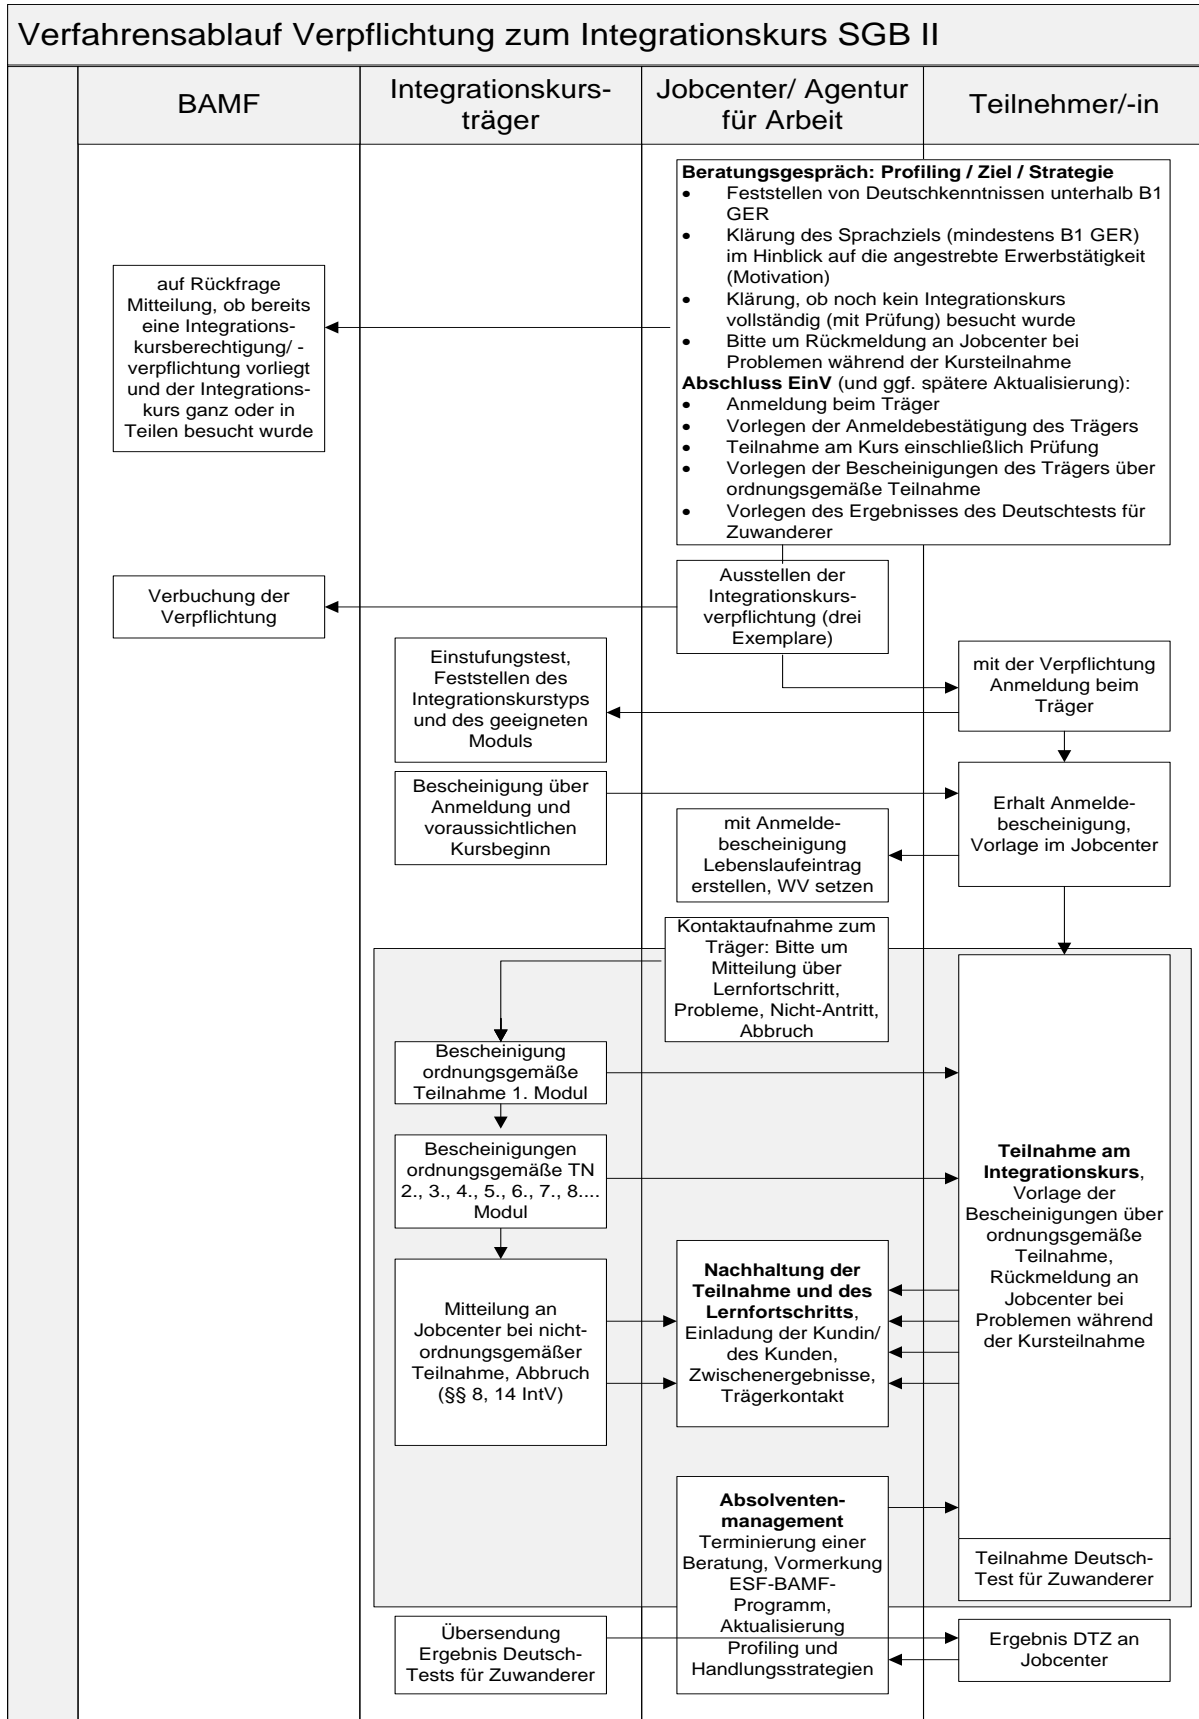 Verfahrensablauf Verpflichtung zum Integrationskurs SGB II
BAMF
Integrationskurs-
träger
Jobcenter/ Agentur
für Arbeit
Teilnehmer/-in
Beratungsgespräch: Profiling / Ziel / Strategie
• Feststellen von Deutschkenntnissen unterhalb B1
GER
• Klärung des Sprachziels (mindestens B1 GER)
im Hinblick auf die angestrebte Erwerbstätigkeit
(Motivation)
• Klärung, ob noch kein Integrationskurs
vollständig (mit Prüfung) besucht wurde
• Bitte um Rückmeldung an Jobcenter bei
Problemen während der Kursteilnahme
Abschluss EinV (und ggf. spätere Aktualisierung):
• Anmeldung beim Träger
• Vorlegen der Anmeldebestätigung des Trägers
• Teilnahme am Kurs einschließlich Prüfung
• Vorlegen der Bescheinigungen des Trägers über
ordnungsgemäße Teilnahme
• Vorlegen des Ergebnisses des Deutschtests für
Zuwanderer
auf Rückfrage
Mitteilung, ob bereits
eine Integrations-
kursberechtigung/ -
verpflichtung vorliegt
und der Integrations-
kurs ganz oder in
Teilen besucht wurde
Ausstellen der
Integrationskurs-
verpflichtung (drei
Exemplare)
Verbuchung der
Verpflichtung
mit der Verpflichtung
Anmeldung beim
Träger
Einstufungstest,
Feststellen des
Integrationskurstyps
und des geeigneten
Moduls
Bescheinigung über
Anmeldung und
voraussichtlichen
Kursbeginn
Erhalt Anmelde-
bescheinigung,
Vorlage im Jobcenter
mit Anmelde-
bescheinigung
Lebenslaufeintrag
erstellen, WV setzen
Kontaktaufnahme zum
Träger: Bitte um
Mitteilung über
Lernfortschritt,
Probleme, Nicht-Antritt,
Abbruch
Bescheinigung
ordnungsgemäße
Teilnahme 1. Modul
Bescheinigungen
ordnungsgemäße TN
2., 3., 4., 5., 6., 7., 8....
Modul
Teilnahme am
Integrationskurs,
Vorlage der
Bescheinigungen über
ordnungsgemäße
Teilnahme,
Rückmeldung an
Jobcenter bei
Problemen während
der Kursteilnahme
Mitteilung an
Jobcenter bei nicht-
ordnungsgemäßer
Teilnahme, Abbruch
(§§ 8, 14 IntV)
Nachhaltung der
Teilnahme und des
Lernfortschritts,
Einladung der Kundin/
des Kunden,
Zwischenergebnisse,
Trägerkontakt
Absolventen-
management
Terminierung einer
Beratung, Vormerkung
ESF-BAMF-
Programm,
Aktualisierung
Profiling und
Handlungsstrategien
Teilnahme Deutsch-
Test für Zuwanderer
Übersendung
Ergebnis Deutsch-
Tests für Zuwanderer
Ergebnis DTZ an
Jobcenter